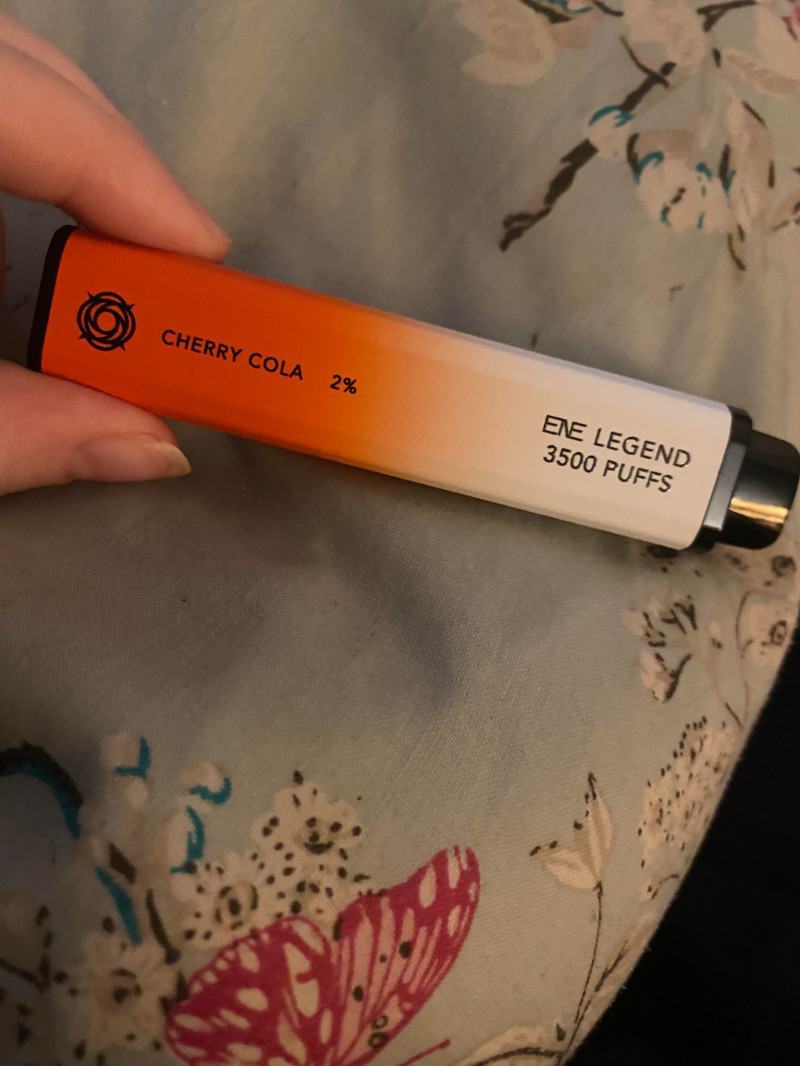 CHERRY COLA 2%
ENE LEGEND
3500 PUFFS